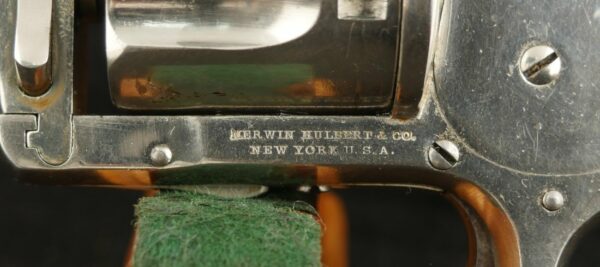 MERWIN HULBERT & CO.
NEW YORK U.S.A.